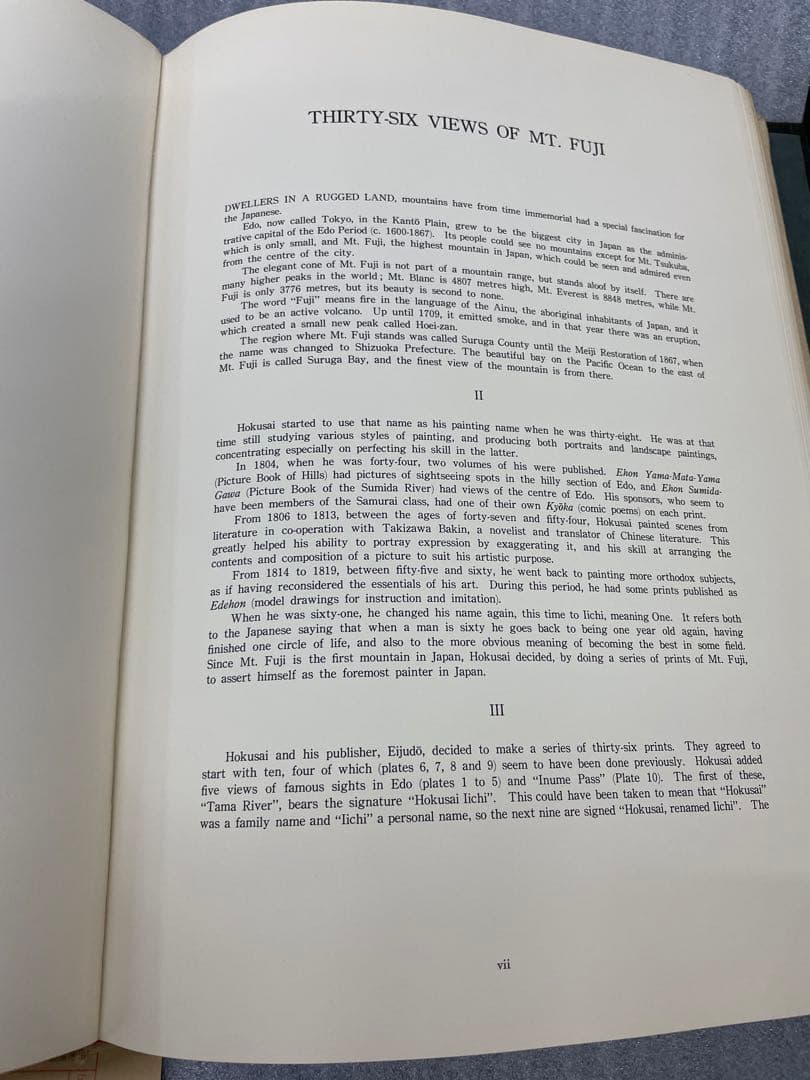 THIRTY-SIX VIEWS OF MT. FUJI
DWELLERS IN A RUGGED LAND, mountains have from time immemorial had a special fascination for
the Japanese.
Edo, now called Tokyo, in the Kantō Plain, grew to be the biggest city in Japan as the adminis-
trative capital of the Edo Period (c. 1600-1867). Its people could see no mountains except for Mt. Tsukuba,
which is only small, and Mt. Fuji, the highest mountain in Japan, which could be seen and admired even
from the centre of the city.
The elegant cone of Mt. Fuji is not part of a mountain range, but stands aloof by itself. There are
many higher peaks in the world; Mt. Blanc is 4807 metres high, Mt. Everest is 8848 metres, while Mt.
Fuji is only 3776 metres, but its beauty is second to none.
The word “Fuji” means fire in the language of the Ainu, the aboriginal inhabitants of Japan, and it
used to be an active volcano. Up until 1709, it emitted smoke, and in that year there was an eruption,
which created a small new peak called Hoei-zan.
The region where Mt. Fuji stands was called Suruga County until the Meiji Restoration of 1867, when
the name was changed to Shizuoka Prefecture. The beautiful bay on the Pacific Ocean to the east of
Mt. Fuji is called Suruga Bay, and the finest view of the mountain is from there.
II
Hokusai started to use that name as his painting name when he was thirty-eight. He was at that
time still studying various styles of painting, and producing both portraits and landscape paintings,
concentrating especially on perfecting his skill in the latter.
In 1804, when he was forty-four, two volumes of his were published. Ehon Yama-Mata-Yama
(Picture Book of Hills) had pictures of sightseeing spots in the hilly section of Edo, and Ekon Sumida-
Gawa (Picture Book of the Sumida River) had views of the centre of Edo. His sponsors, who seem to
have been members of the Samurai class, had one of their own Kyōka (comic poems) on each print.
From 1806 to 1813, between the ages of forty-seven and fifty-four, Hokusai painted scenes from
literature in co-operation with Takizawa Bakin, a novelist and translator of Chinese literature. This
greatly helped his ability to portray expression by exaggerating it, and his skill at arranging the
contents and composition of a picture to suit his artistic purpose.
From 1814 to 1819, between fifty-five and sixty, he went back to painting more orthodox subjects,
as if having reconsidered the essentials of his art. During this period, he had some prints published as
Edehon (model drawings for instruction and imitation).
When he was sixty-one, he changed his name again, this time to Iichi, meaning One. It refers both
to the Japanese saying that when a man is sixty he goes back to being one year old again, having
finished one circle of life, and also to the more obvious meaning of becoming the best in some field.
Since Mt. Fuji is the first mountain in Japan, Hokusai decided, by doing a series of prints of Mt. Fuji,
to assert himself as the foremost painter in Japan.
III
Hokusai and his publisher, Eijudō, decided to make a series of thirty-six prints. They agreed to
start with ten, four of which (plates 6, 7, 8 and 9) seem to have been done previously. Hokusai added
five views of famous sights in Edo (plates 1 to 5) and “Inume Pass” (Plate 10). The first of these,
“Tama River”, bears the signature “Hokusai Iichi”. This could have been taken to mean that “Hokusai”
was a family name and “Iichi” a personal name, so the next nine are signed “Hokusai, renamed Iichi”. The
vii